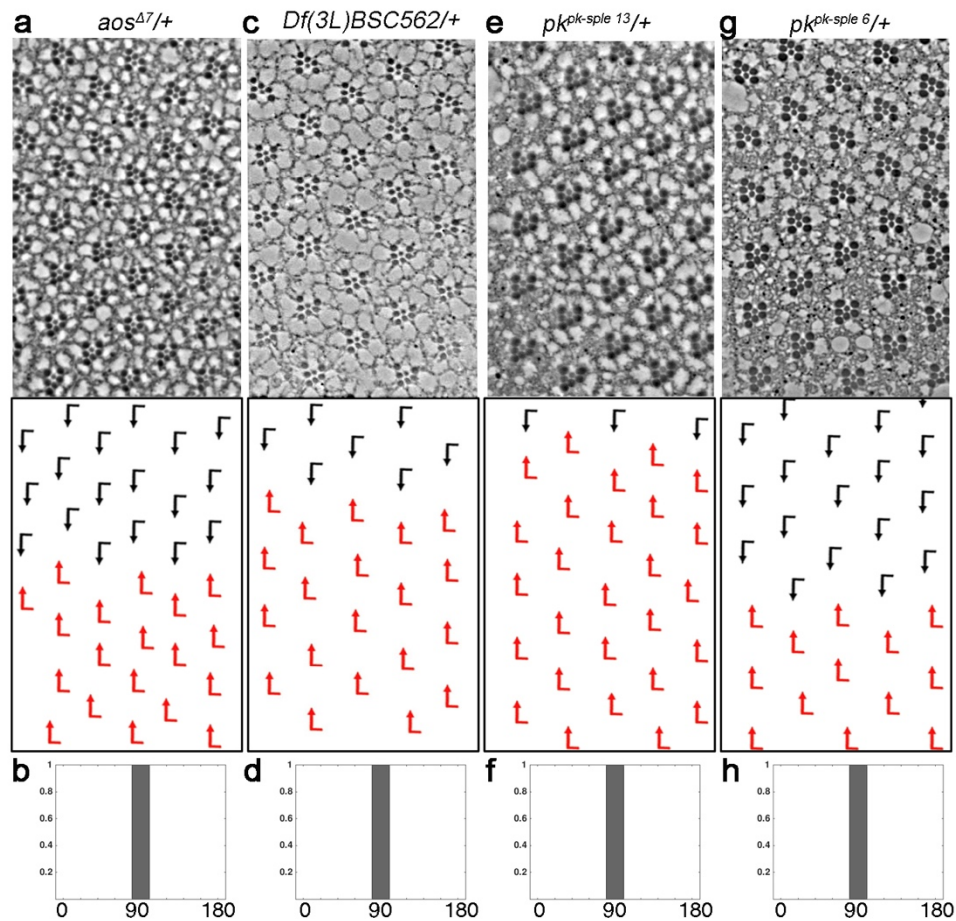 a aos^Δ7/+ c Df(3L)BSC562/+ e pk^pk-sple 13/+ g pk^pk-sple 6/+
b d f h
1 1 1 1
0.8 0.8 0.8 0.8
0.6 0.6 0.6 0.6
0.4 0.4 0.4 0.4
0.2 0.2 0.2 0.2
0 90 180 0 90 180 0 90 180 0 90 180